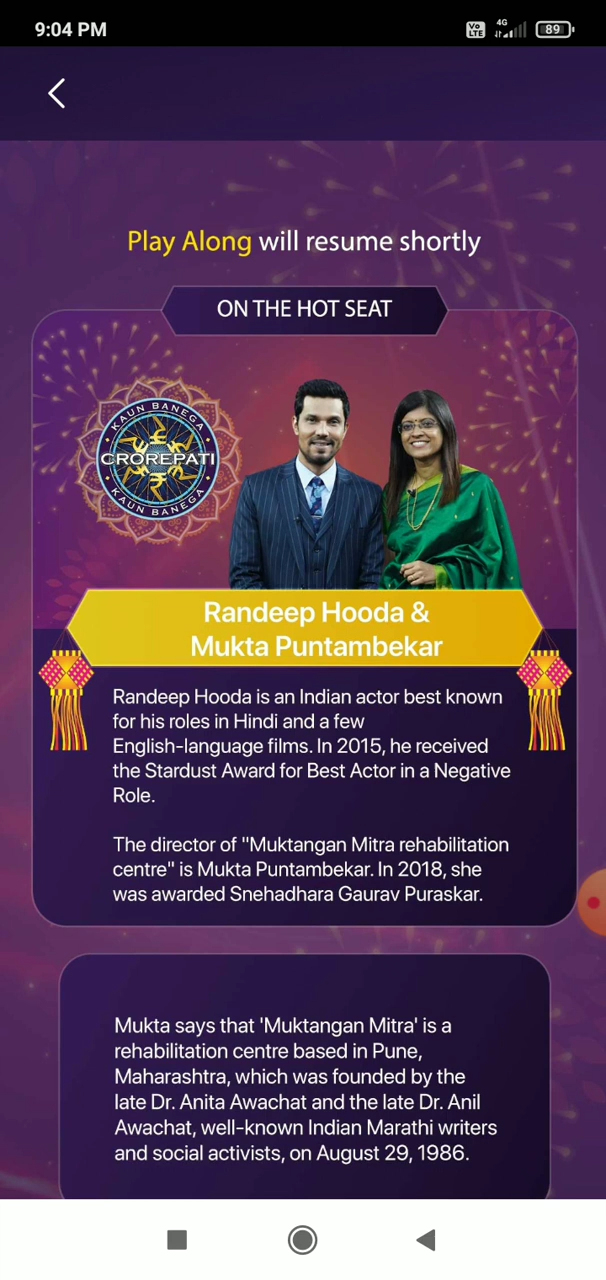 9:04 PM
Vo
LTE
4G
89
Play Along will resume shortly
ON THE HOT SEAT
KAUN BANEGA
CROREPATI
KAUN BANEGA
Randeep Hooda &
Mukta Puntambekar
Randeep Hooda is an Indian actor best known
for his roles in Hindi and a few
English-language films. In 2015, he received
the Stardust Award for Best Actor in a Negative
Role.
The director of "Muktangan Mitra rehabilitation
centre" is Mukta Puntambekar. In 2018, she
was awarded Snehadhara Gaurav Puraskar.
Mukta says that 'Muktangan Mitra' is a
rehabilitation centre based in Pune,
Maharashtra, which was founded by the
late Dr. Anita Awachat and the late Dr. Anil
Awachat, well-known Indian Marathi writers
and social activists, on August 29, 1986.